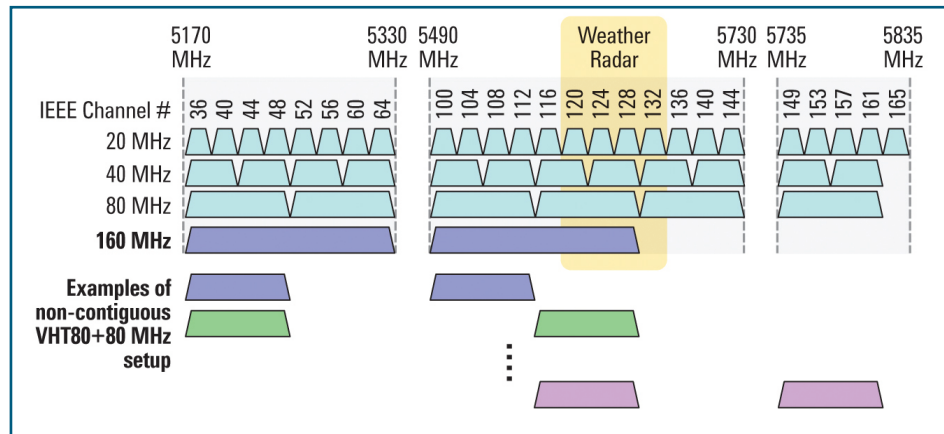 5170 MHz
5330 MHz
5490 MHz
Weather Radar
5730 MHz
5735 MHz
5835 MHz
IEEE Channel #
36 40 44 48 52 56 60 64 100 104 108 112 116 120 124 128 132 136 140 144 149 153 157 161 165
20 MHz
40 MHz
80 MHz
160 MHz
Examples of
non-contiguous
VHT80+80 MHz
setup